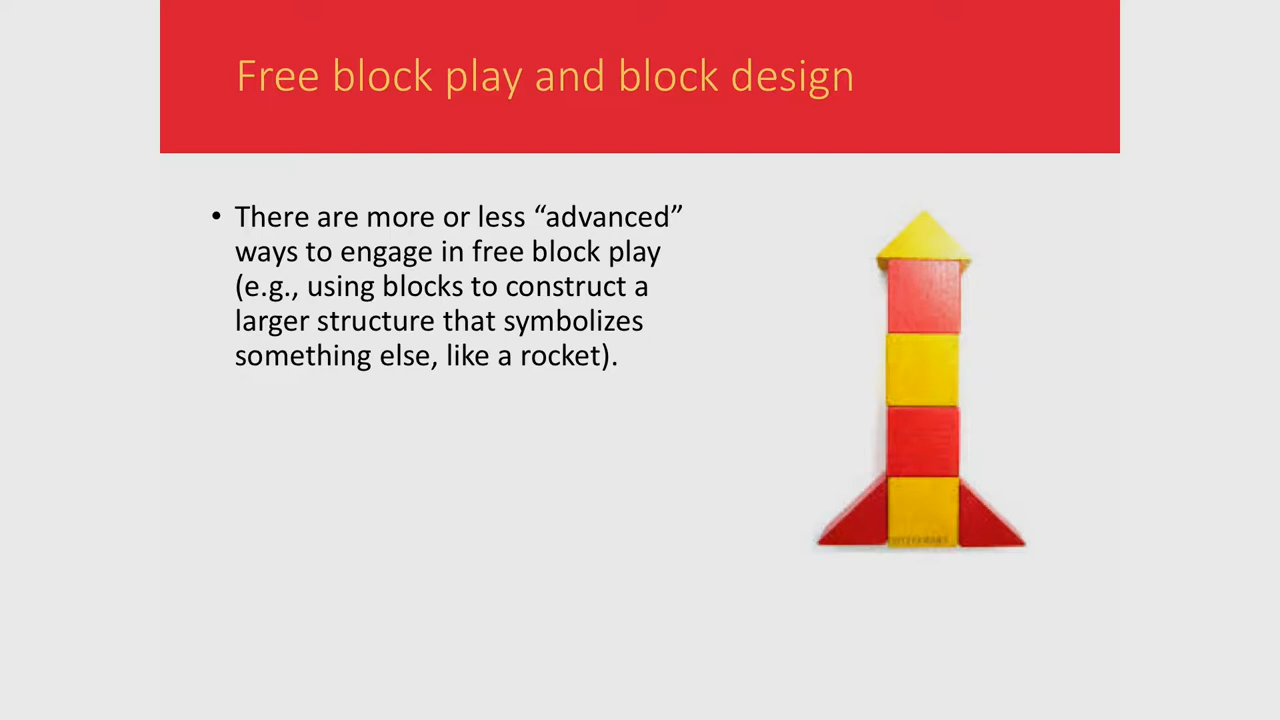 Free block play and block design
• There are more or less “advanced”
ways to engage in free block play
(e.g., using blocks to construct a
larger structure that symbolizes
something else, like a rocket).